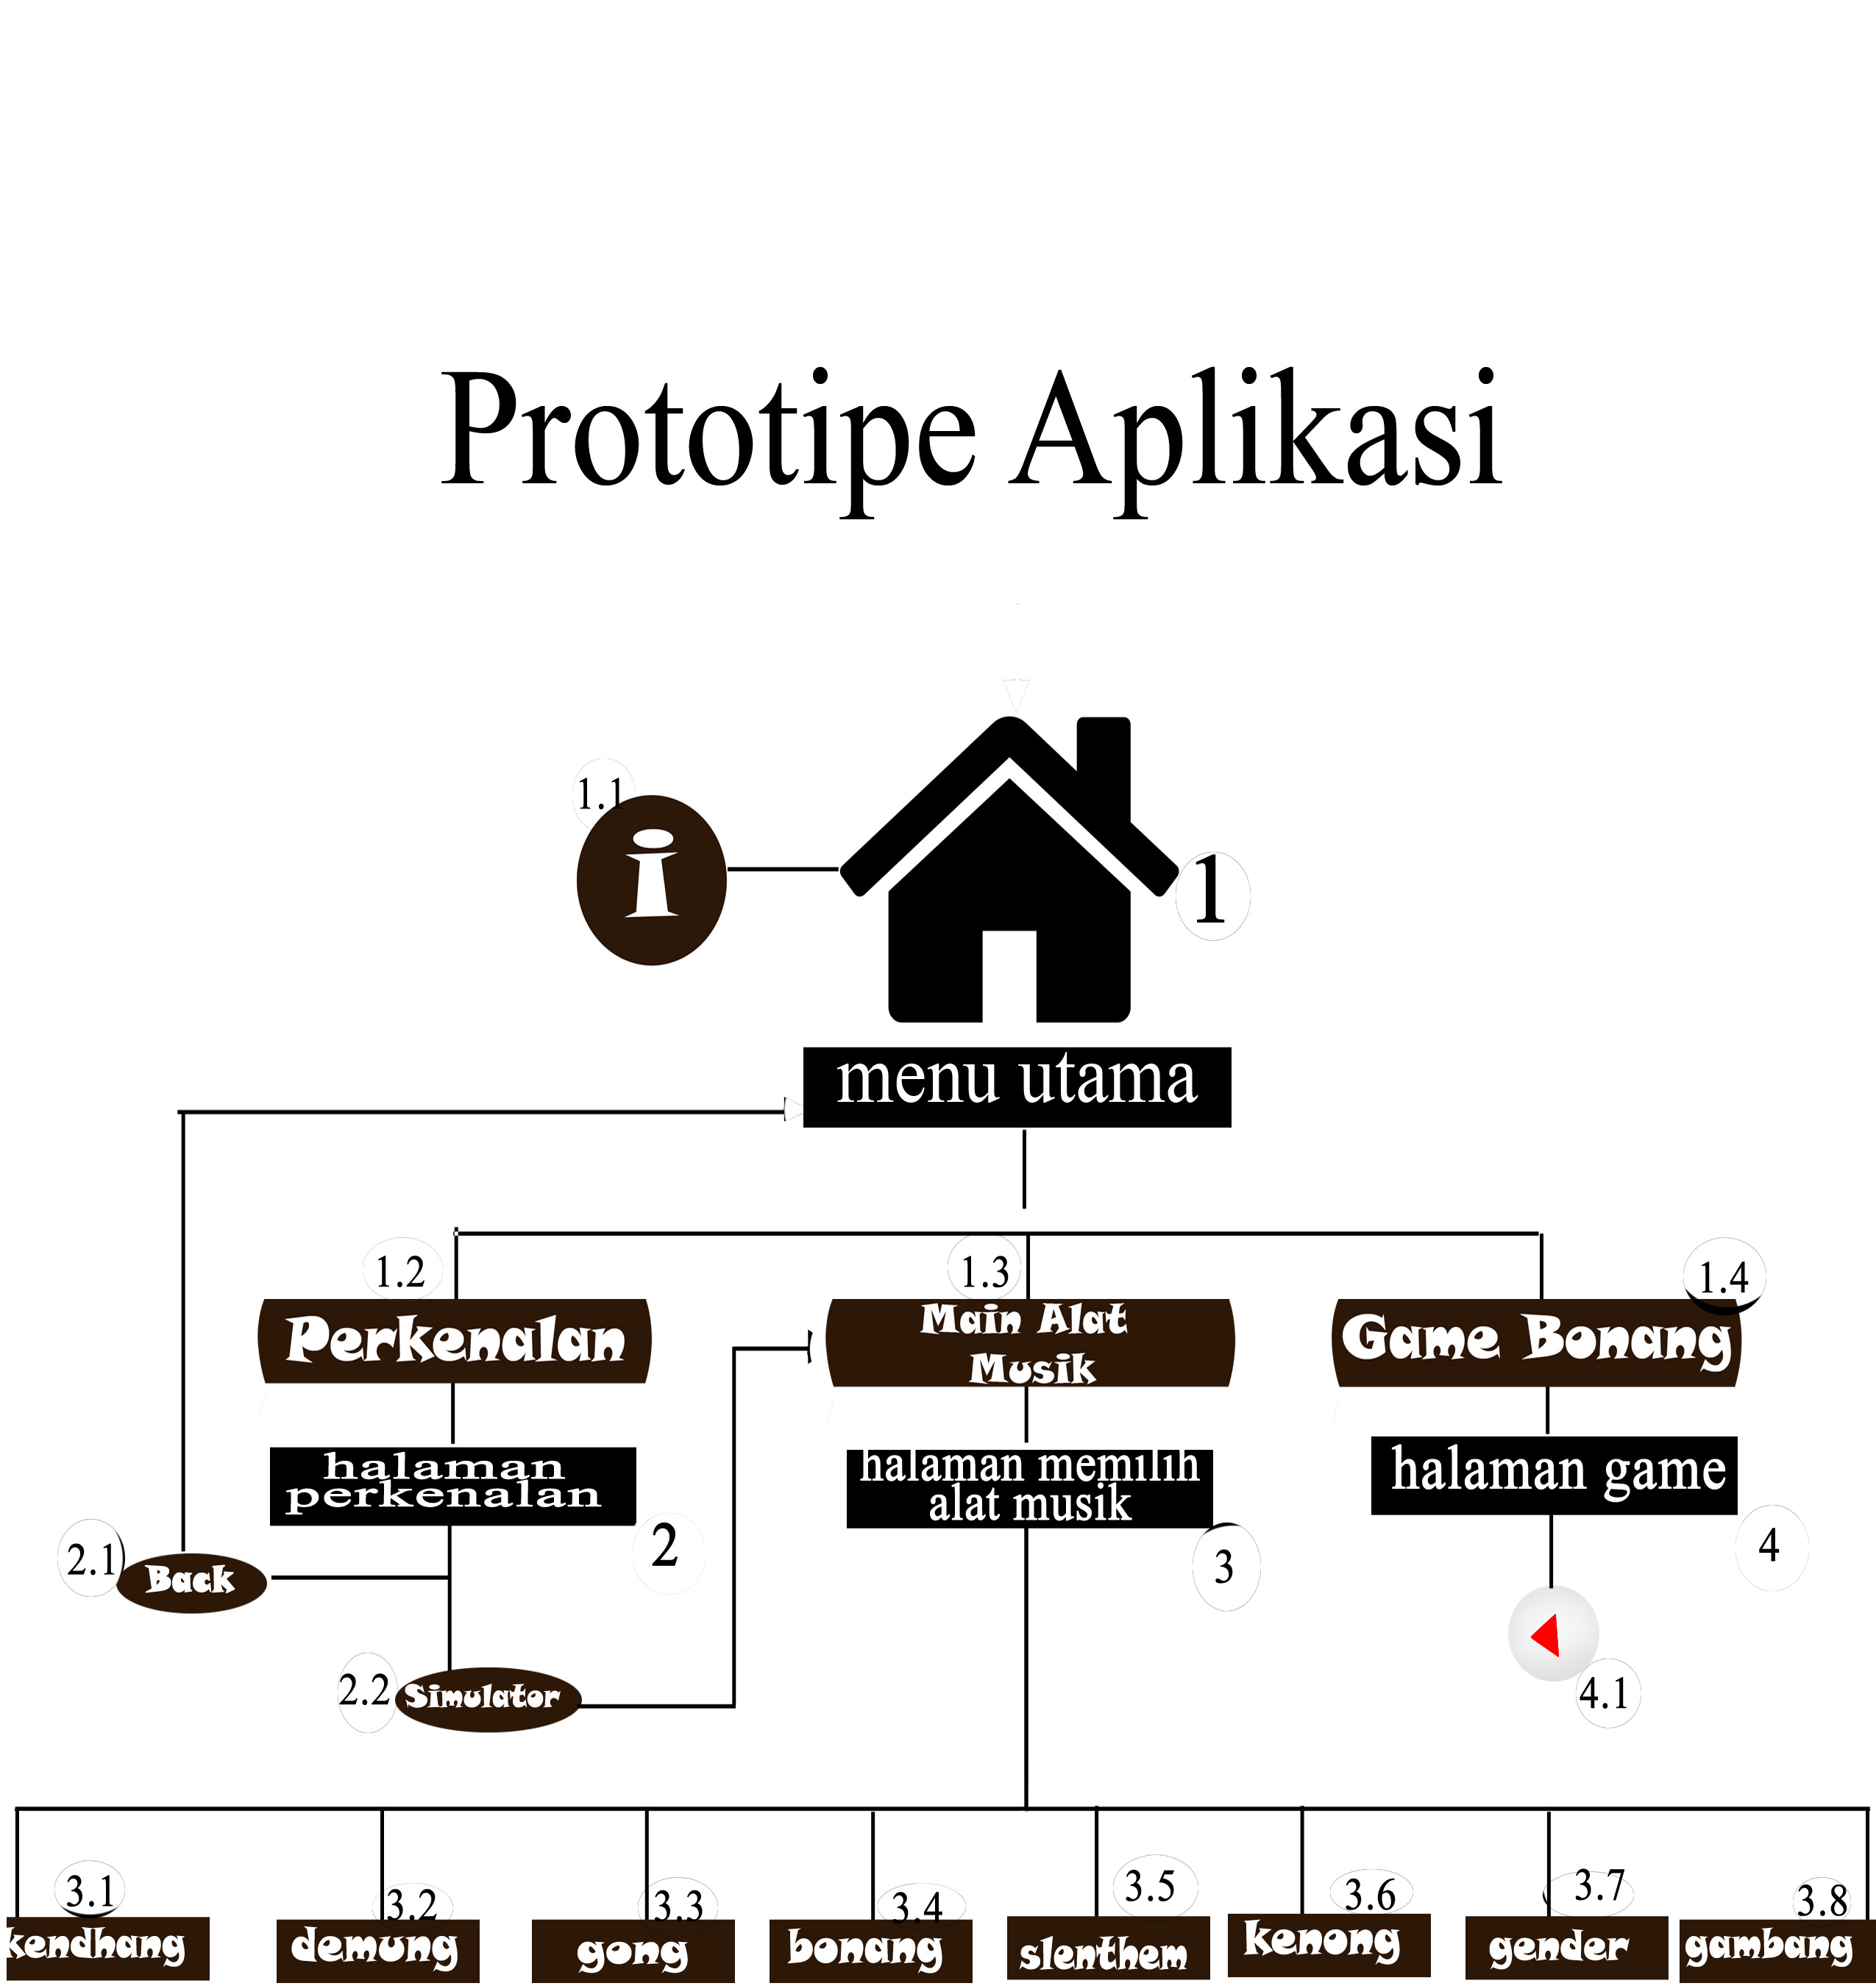 Prototipe Aplikasi
1.1
i
1
menu utama
1.2
1.3
1.4
Perkenalan
Main Alat
Musik
Game Bonang
halaman
perkenalan
halaman memilih
alat musik
halaman game
2
3
4
2.1
Back
2.2
Simulator
4.1
3.1
3.2
3.3
3.4
3.5
3.6
3.7
3.8
kendhang
demung
gong
bonang
slenthem
kenong
gender
gambang